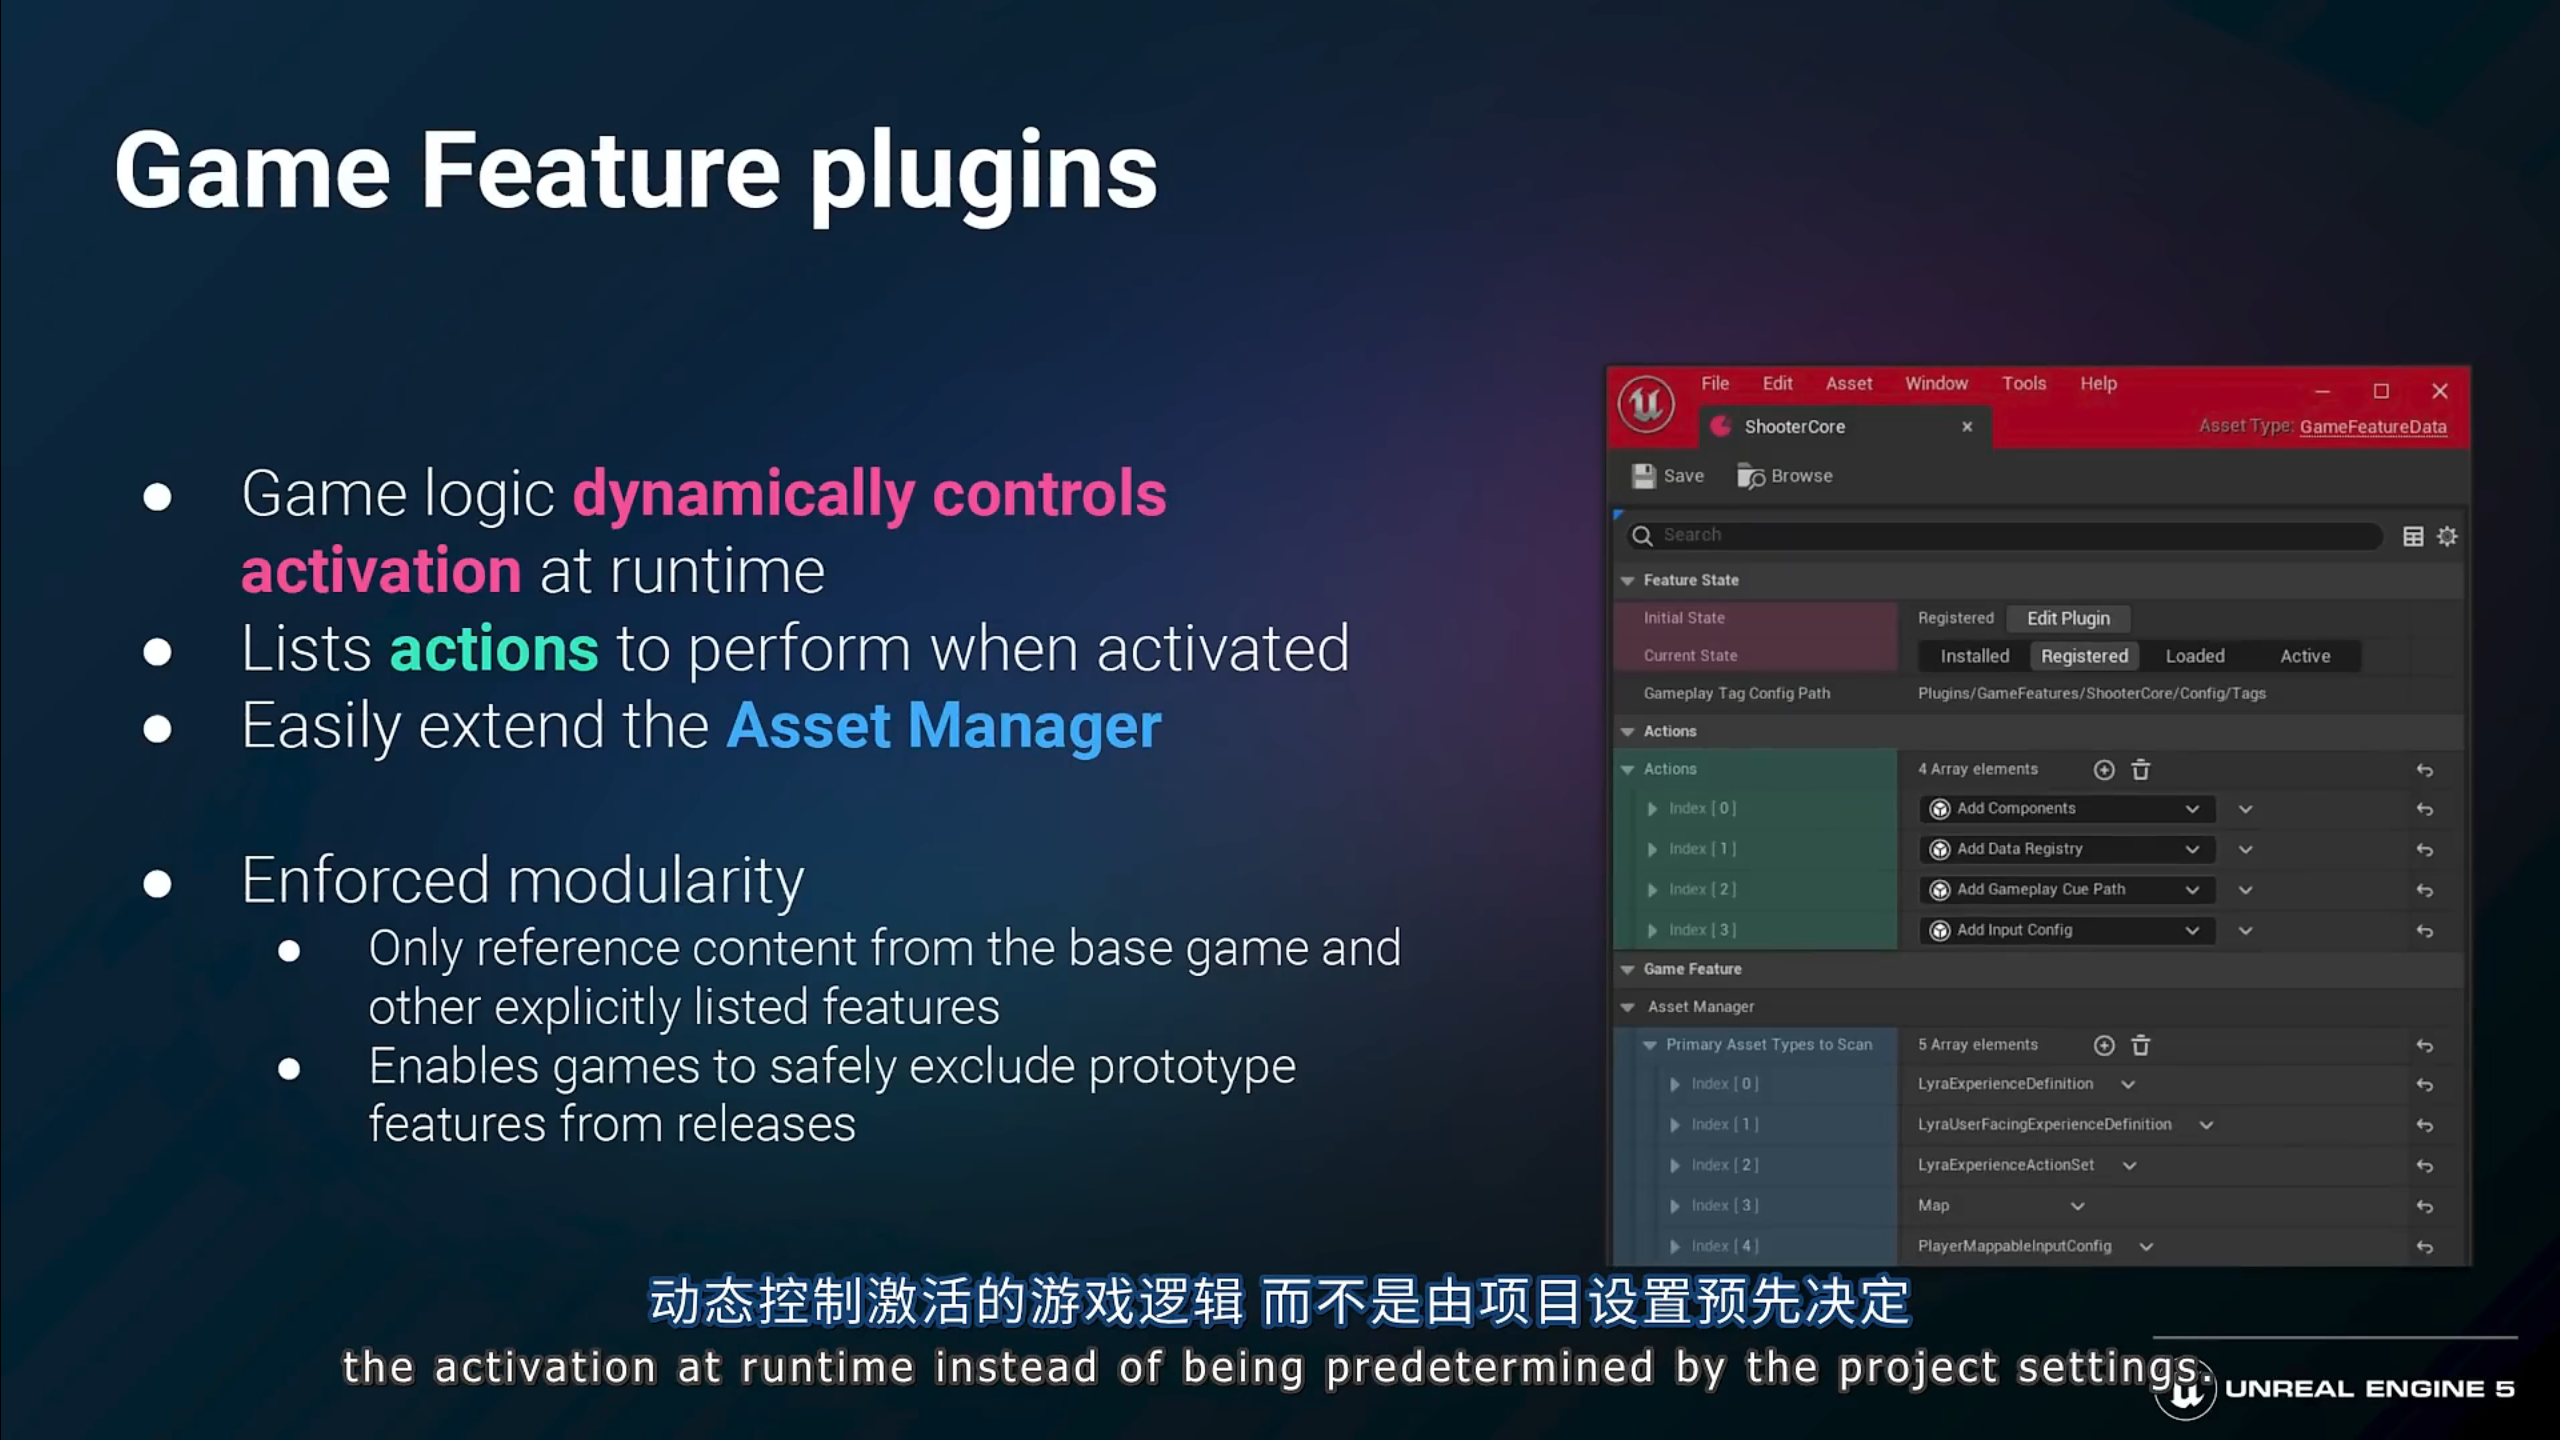 Game Feature plugins
Game logic dynamically controls
activation at runtime
Lists actions to perform when activated
Easily extend the Asset Manager
Enforced modularity
Only reference content from the base game and
other explicitly listed features
Enables games to safely exclude prototype
features from releases
File Edit Asset Window Tools Help
ShooterCore
Asset Type: GameFeatureData
Save Browse
Search
Feature State
Initial State Registered Edit Plugin
Current State Installed Registered Loaded Active
Gameplay Tag Config Path Plugins/GameFeatures/ShooterCore/Config/Tags
Actions
Actions 4 Array elements
Index [ 0 ] Add Components
Index [ 1 ] Add Data Registry
Index [ 2 ] Add Gameplay Cue Path
Index [ 3 ] Add Input Config
Game Feature
Asset Manager
Primary Asset Types to Scan 5 Array elements
Index [ 0 ] LyraExperienceDefinition
Index [ 1 ] LyraUserFacingExperienceDefinition
Index [ 2 ] LyraExperienceActionSet
Index [ 3 ] Map
Index [ 4 ] PlayerMappableInputConfig
动态控制激活的游戏逻辑 而不是由项目设置预先决定
the activation at runtime instead of being predetermined by the project settings.
UNREAL ENGINE 5